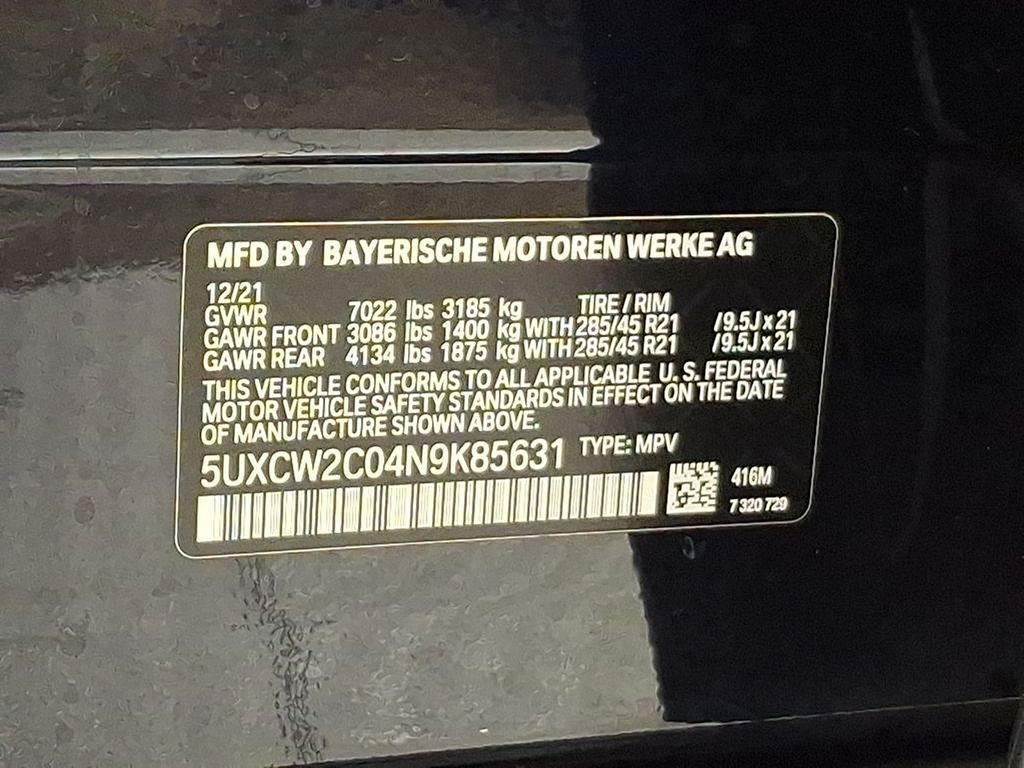 MFD BY BAYERISCHE MOTOREN WERKE AG
12/21
GVWR 7022 lbs 3185 kg TIRE / RIM
GAWR FRONT 3086 lbs 1400 kg WITH 285/45 R21 /9.5J x 21
GAWR REAR 4134 lbs 1875 kg WITH 285/45 R21 /9.5J x 21
THIS VEHICLE CONFORMS TO ALL APPLICABLE U. S. FEDERAL
MOTOR VEHICLE SAFETY STANDARDS IN EFFECT ON THE DATE
OF MANUFACTURE SHOWN ABOVE.
5UXCW2C04N9K85631 TYPE: MPV
416M
7 320 729